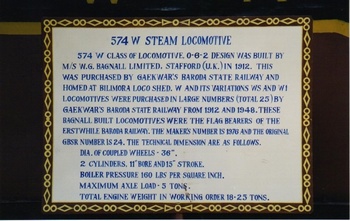 574 W STEAM LOCOMOTIVE
574 W CLASS OF LOCOMOTIVE, 0-8-2 DESIGN WAS BUILT BY
M/S W.G. BAGNALL LIMITED, STAFFORD (U.K.) IN 1912. THIS
WAS PURCHASED BY GAEKWAR'S BARODA STATE RAILWAY AND
HOMED AT BILIMORA LOCO SHED. W AND ITS VARIATIONS WS AND W1
LOCOMOTIVES WERE PURCHASED IN LARGE NUMBERS (TOTAL 25) BY
GAEKWAR'S BARODA STATE RAILWAY FROM 1912 AND 1948. THESE
BAGNALL BUILT LOCOMOTIVES WERE THE FLAG BEARERS OF THE
ERSTWHILE BARODA RAILWAY. THE MAKERS NUMBER IS 1970 AND THE ORIGINAL
GBSR NUMBER IS 24. THE TECHNICAL DIMENSION ARE AS FOLLOWS.
DIA. OF COUPLED WHEELS - 36".
2 CYLINDERS, 11" BORE AND 15" STROKE.
BOILER PRESSURE 160 LBS PER SQUARE INCH.
MAXIMUM AXLE LOAD - 5 TONS.
TOTAL ENGINE WEIGHT IN WORKING ORDER 18-25 TONS.